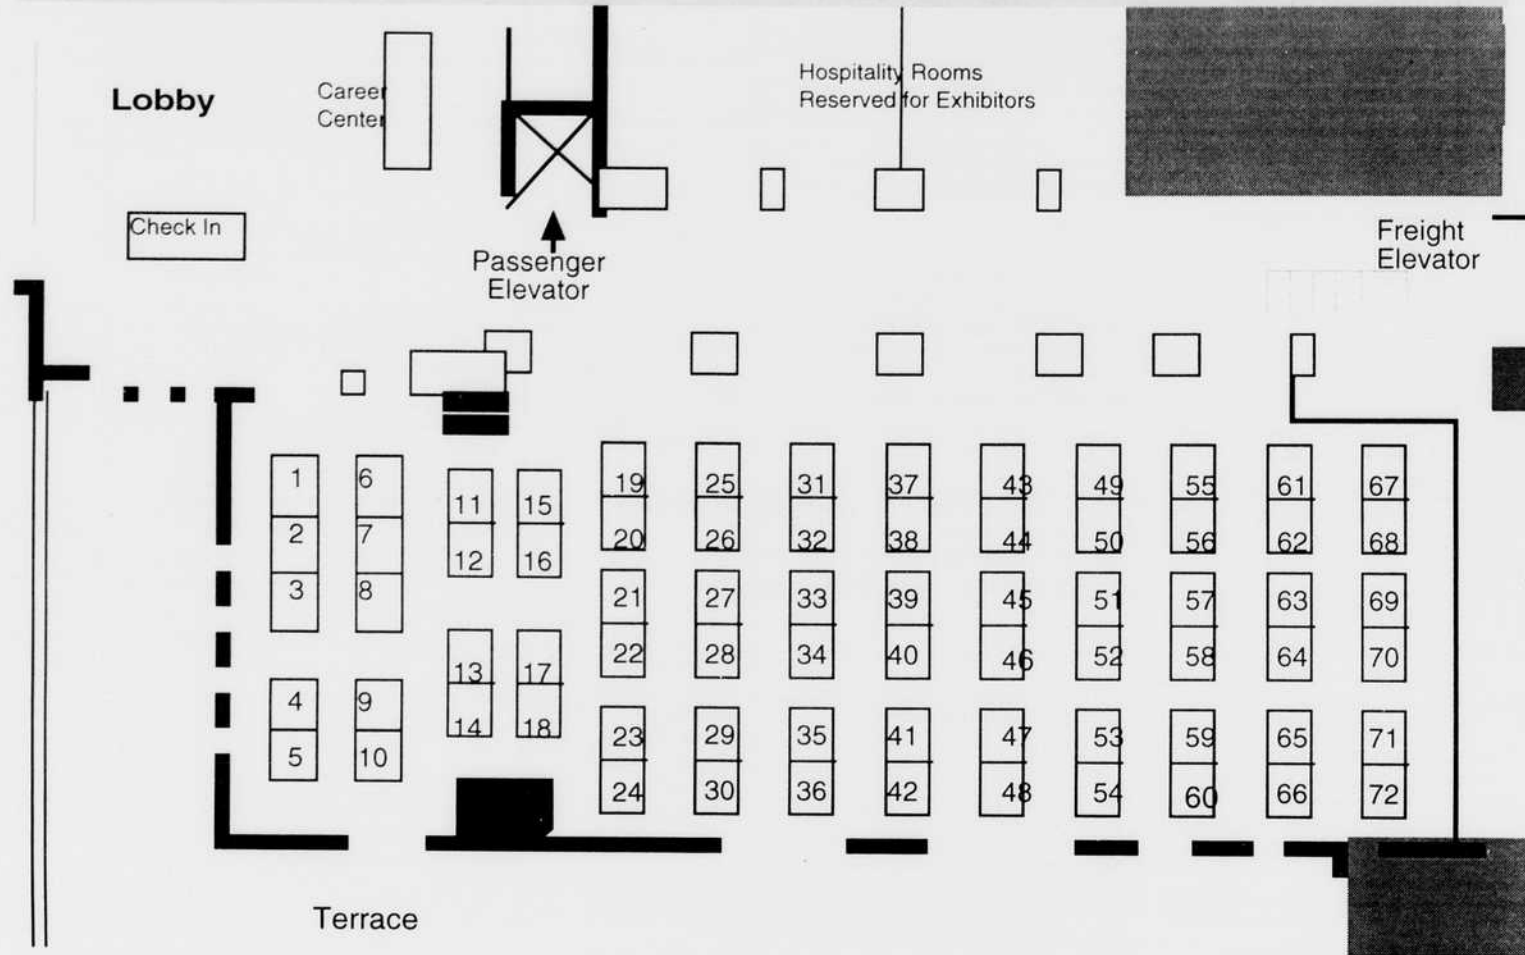 Lobby
Career
Center
Hospitality Rooms
Reserved for Exhibitors
Check In
Passenger
Elevator
Freight
Elevator
1 6
11 15 19 25 31 37 43 49 55 61 67
2 7
12 16 20 26 32 38 44 50 56 62 68
3 8
21 27 33 39 45 51 57 63 69
13 17 22 28 34 40 46 52 58 64 70
4 9
14 18 23 29 35 41 47 53 59 65 71
5 10
24 30 36 42 48 54 60 66 72
Terrace